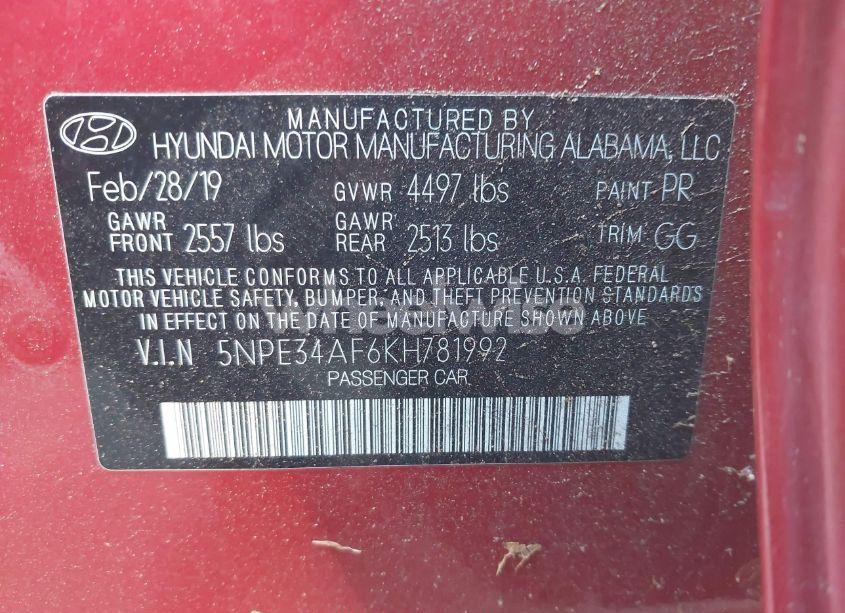 MANUFACTURED BY
HYUNDAI MOTOR MANUFACTURING ALABAMA, LLC
Feb/28/19 GVWR 4497 lbs PAINT PR
GAWR FRONT 2557 lbs GAWR REAR 2513 lbs TRIM GG
THIS VEHICLE CONFORMS TO ALL APPLICABLE U.S.A. FEDERAL
MOTOR VEHICLE SAFETY, BUMPER, AND THEFT PREVENTION STANDARDS
IN EFFECT ON THE DATE OF MANUFACTURE SHOWN ABOVE.
V.I.N 5NPE34AF6KH781992
PASSENGER CAR